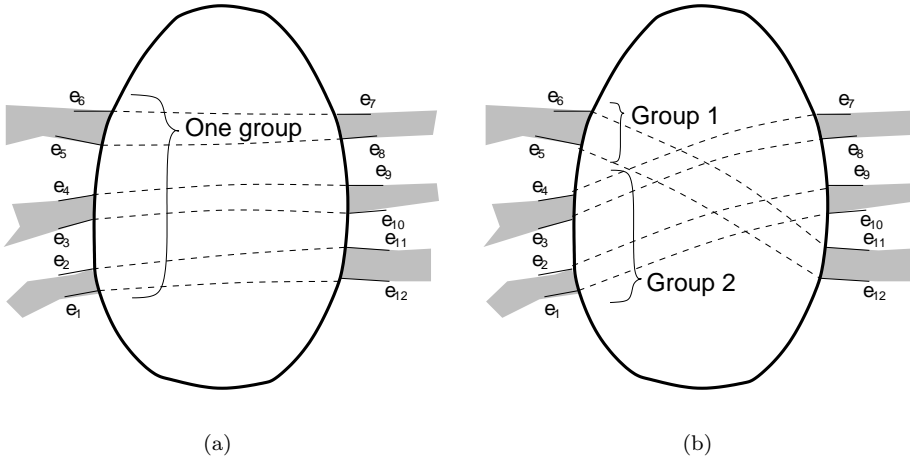 e6 e7
One group
e5 e8
e4 e9
e3 e10
e2 e11
e1 e12
(a)
e6 e7
Group 1
e5 e8
e4 e9
e3 e10
e2 e11
Group 2
e1 e12
(b)